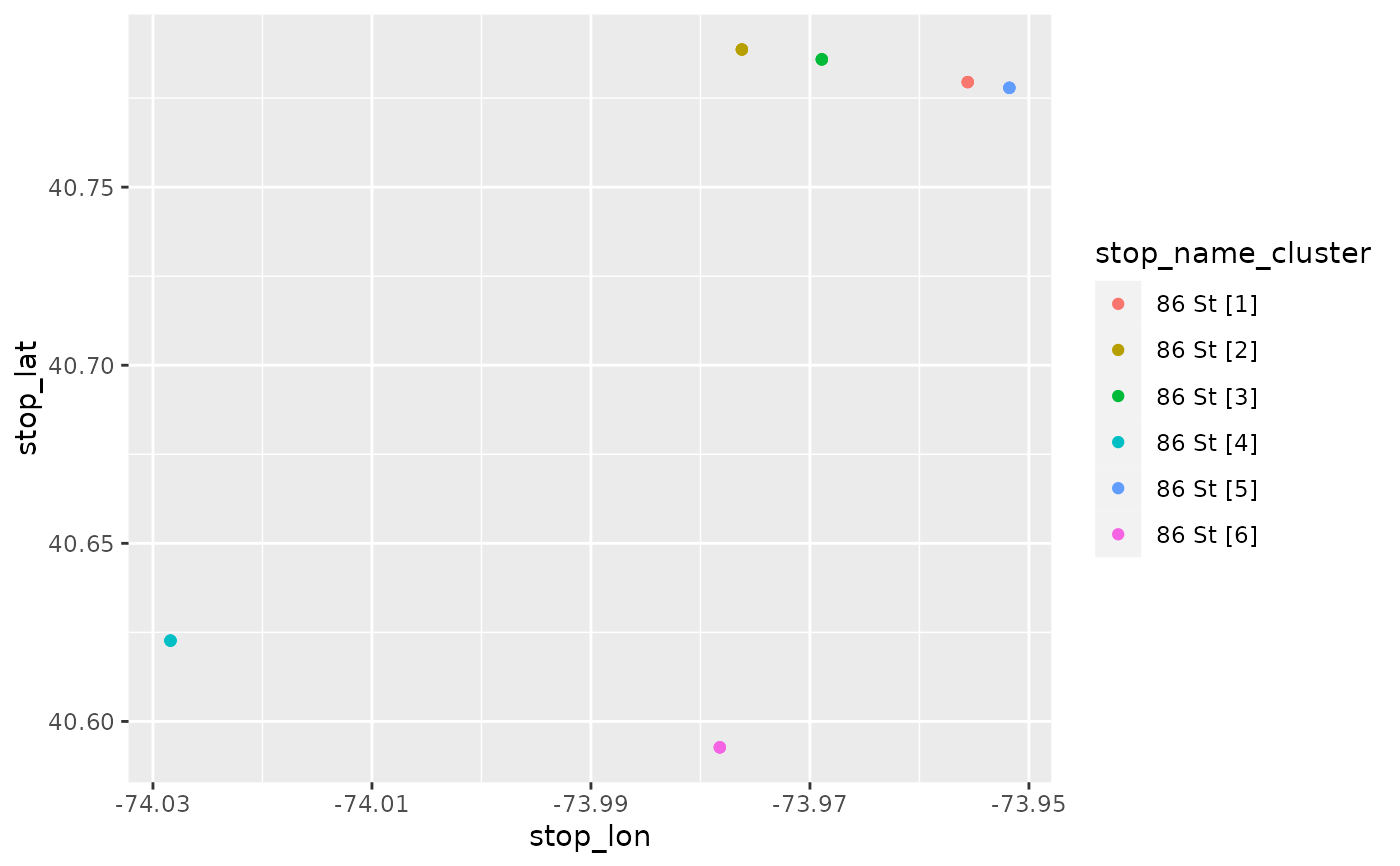 40.75
40.70
40.65
40.60
stop_lat
-74.03 -74.01 -73.99 -73.97 -73.95
stop_lon
stop_name_cluster
86 St [1]
86 St [2]
86 St [3]
86 St [4]
86 St [5]
86 St [6]